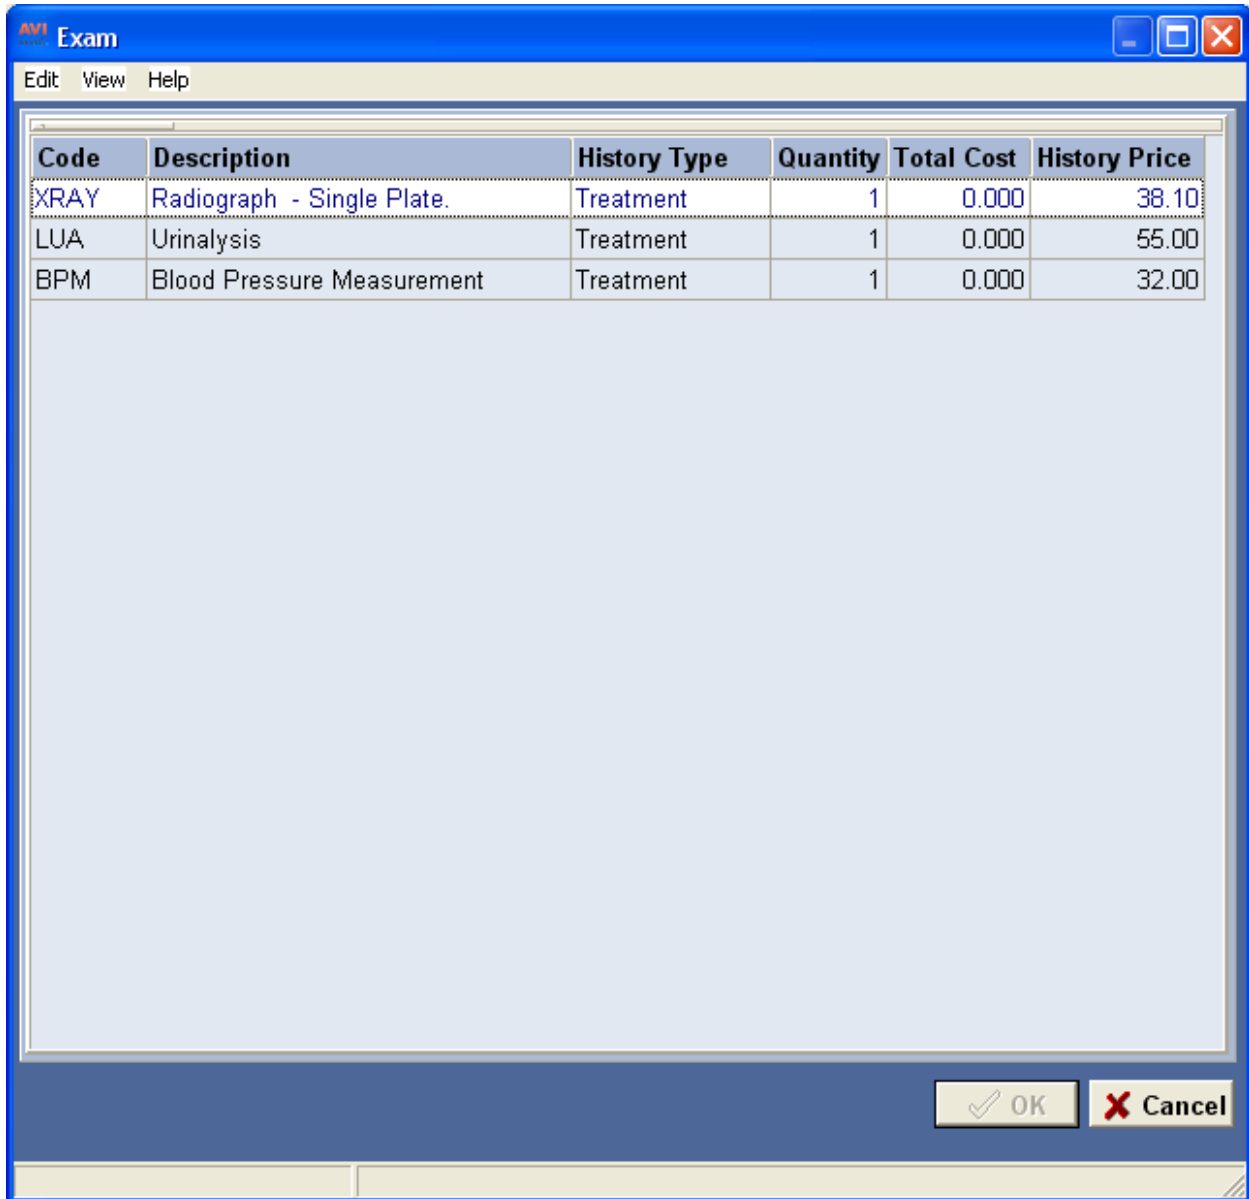 AVI Exam
Edit View Help
Code Description History Type Quantity Total Cost History Price
XRAY Radiograph - Single Plate. Treatment 1 0.000 38.10
LUA Urinalysis Treatment 1 0.000 55.00
BPM Blood Pressure Measurement Treatment 1 0.000 32.00
OK Cancel